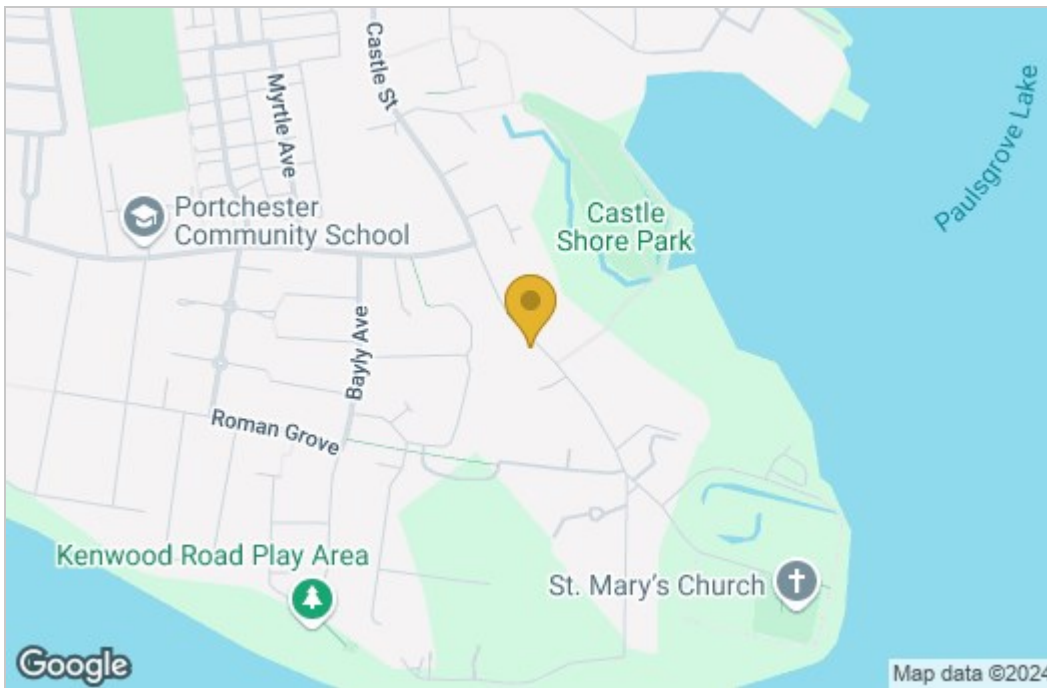 Castle St
Myrtle Ave
Paulsgrove Lake
Portchester
Community School
Castle
Shore Park
Bayly Ave
Roman Grove
Kenwood Road Play Area
St. Mary's Church
Google
Map data ©2024